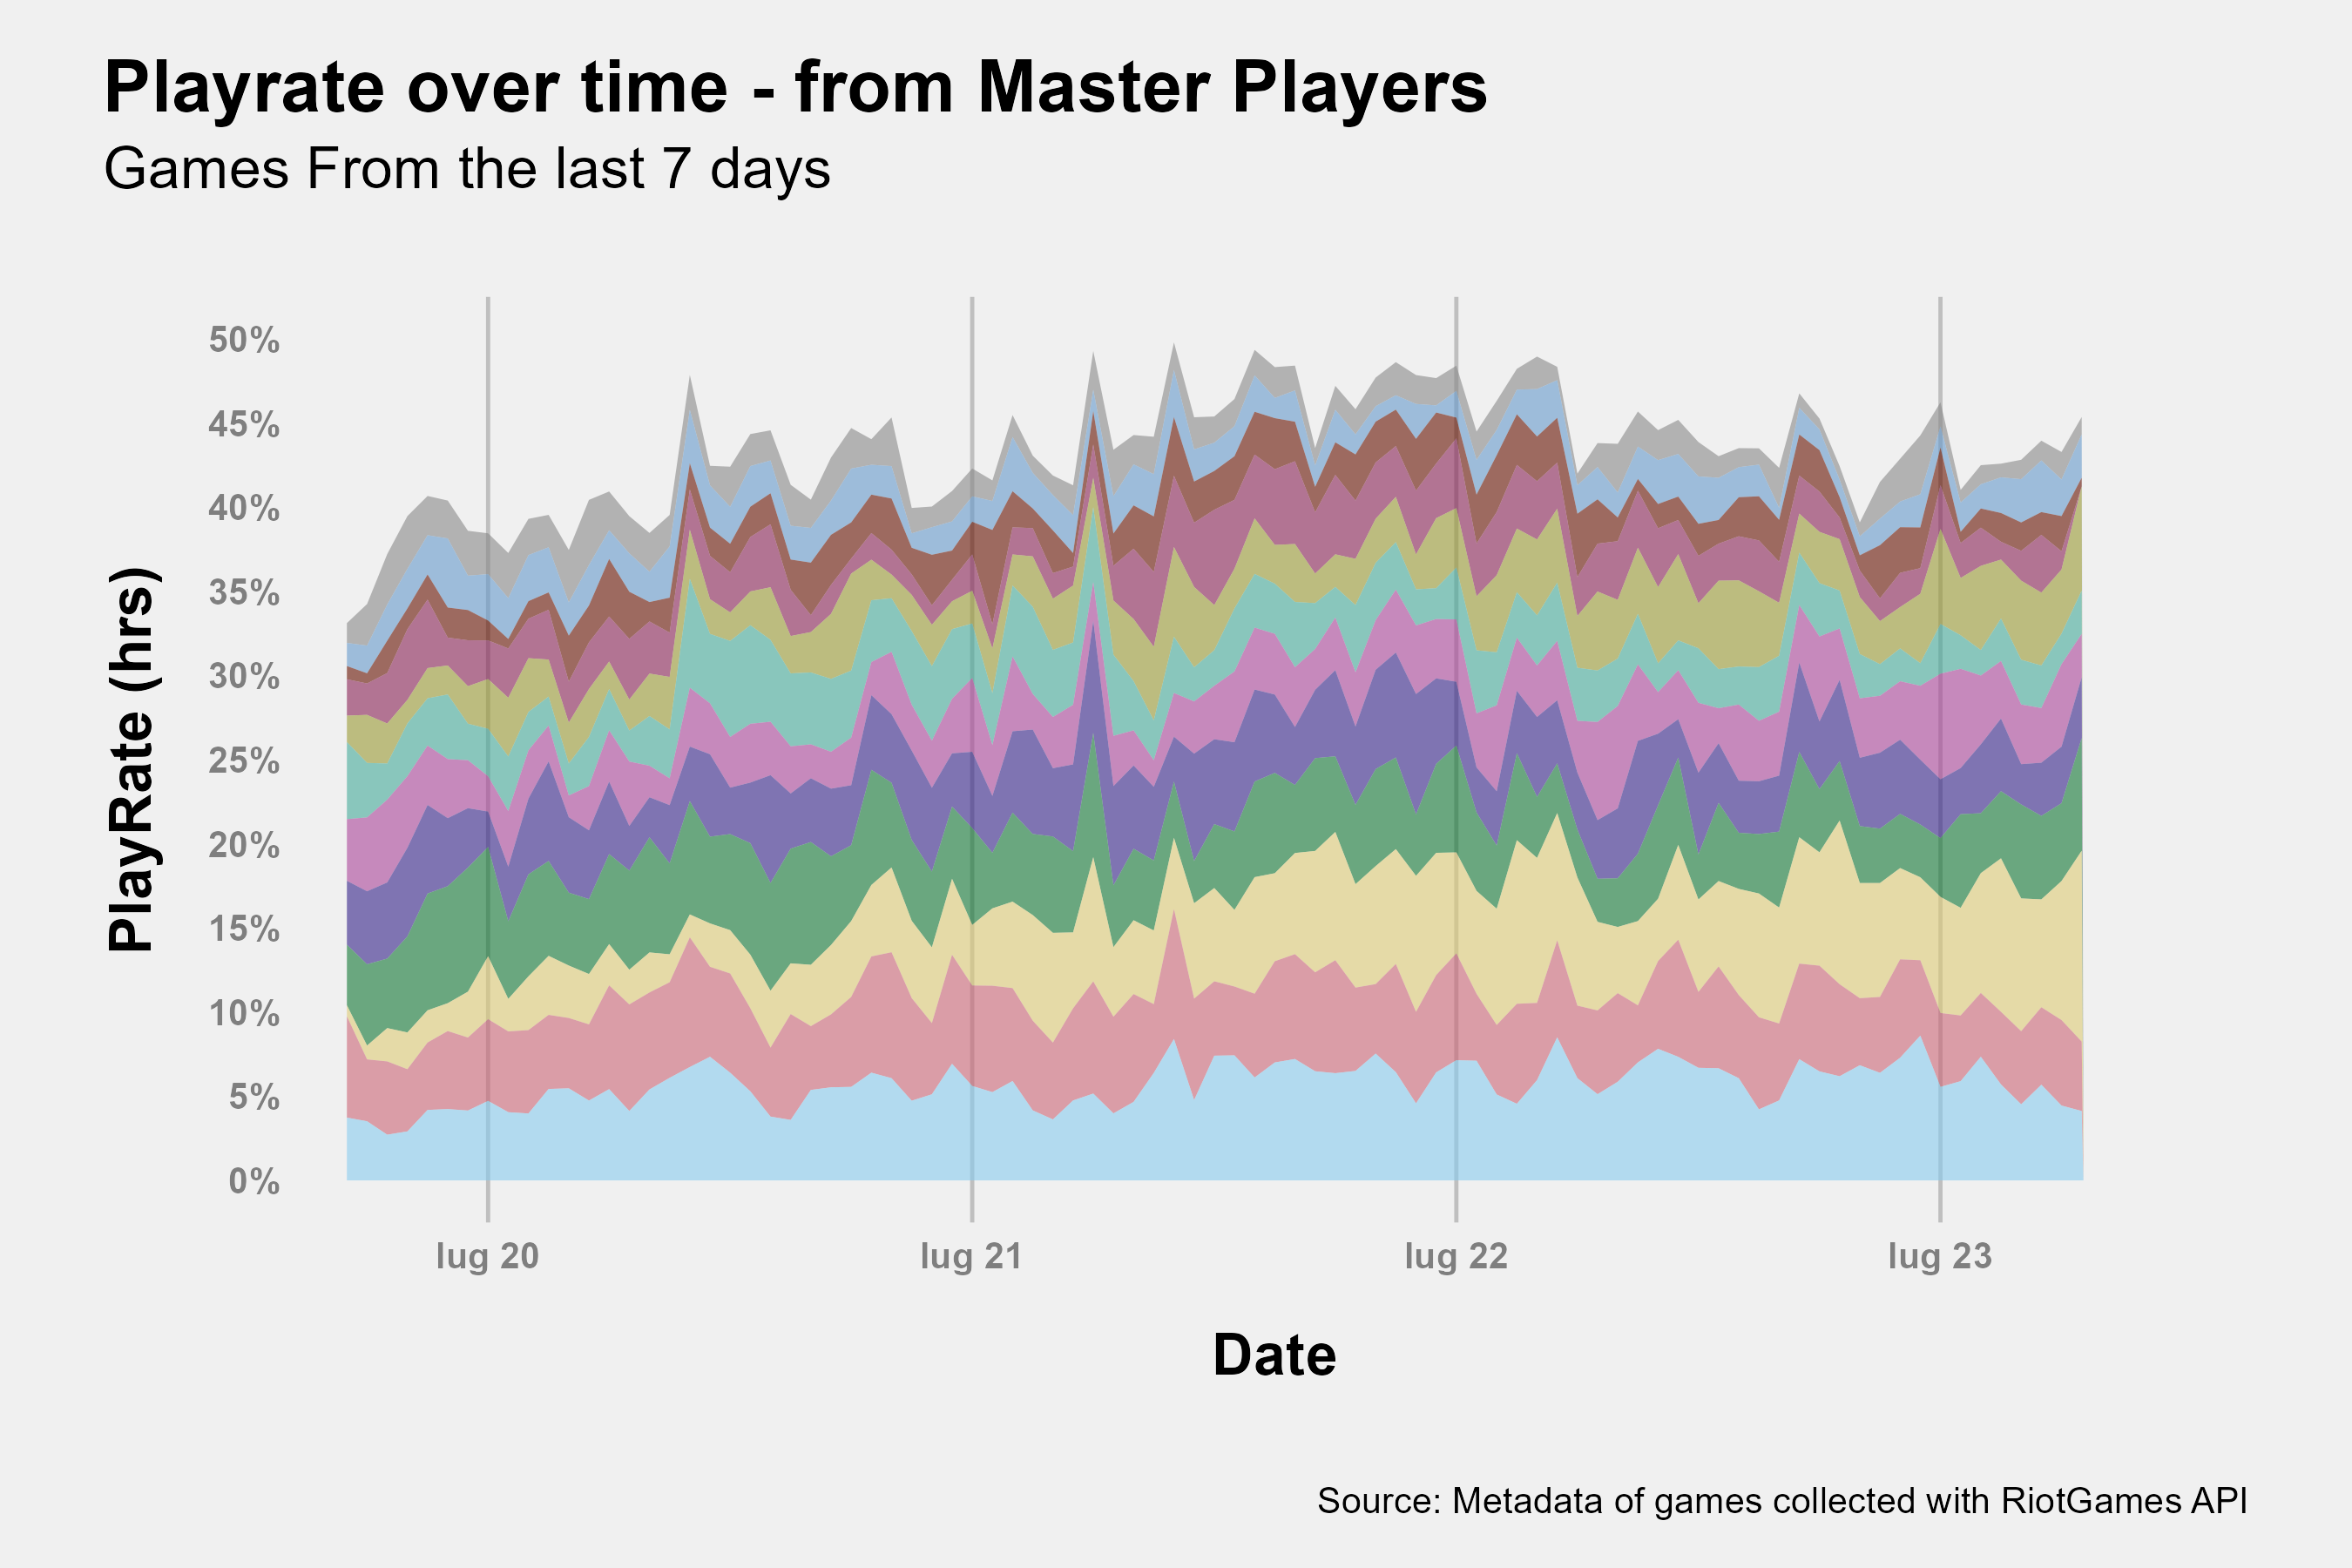 Playrate over time - from Master Players
Games From the last 7 days
PlayRate (hrs)
50%
45%
40%
35%
30%
25%
20%
15%
10%
5%
0%
lug 20
lug 21
lug 22
lug 23
Date
Source: Metadata of games collected with RiotGames API